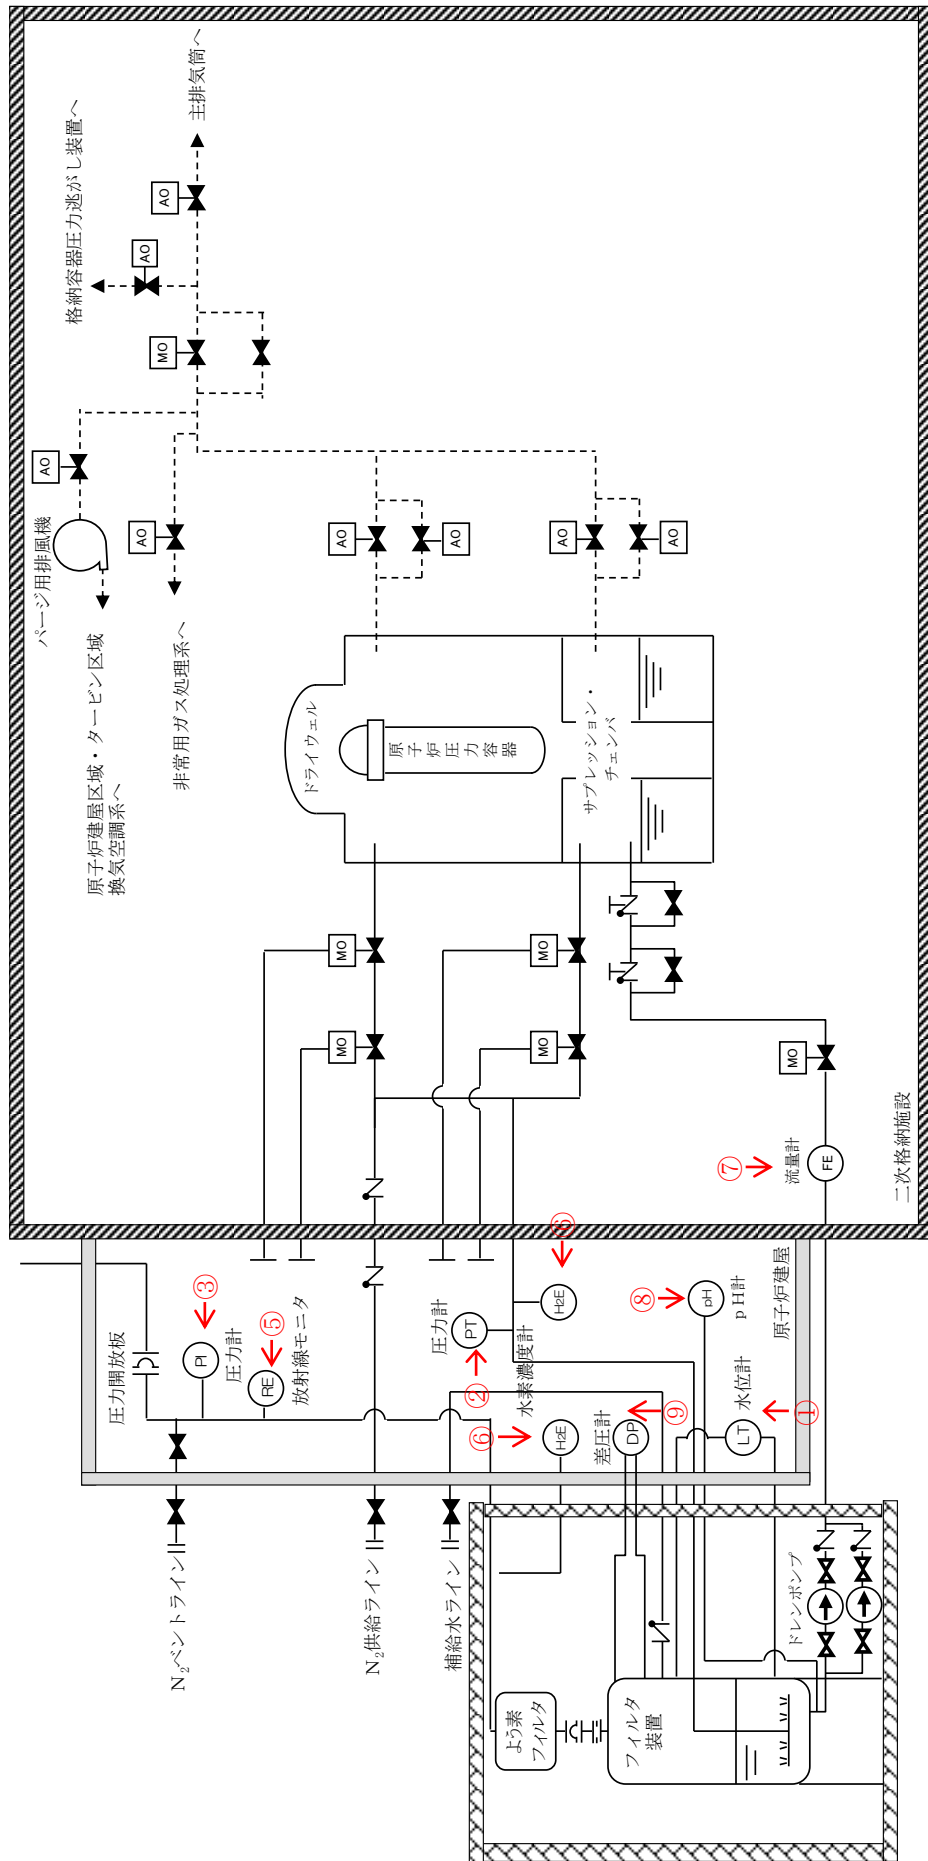 主排気筒へ
格納容器圧力逃がし装置へ
AO
AO
MO
AO
パージ用排風機
原子炉建屋区域・タービン区域
換気空調系へ
AO
非常用ガス処理系へ
AO
AO
AO
AO
ドライウェル
原子炉圧力容器
サプレッション・
チェンバ
MO
MO
MO
MO
MO
⑦
流量計
FE
二次格納施設
原子炉建屋
圧力開放板
③
PI
圧力計
⑤
RE
放射線モニタ
圧力計
PT
②
水素濃度計
⑥
H2E
⑥
H2E
⑧
pH
pH計
差圧計
DP
⑨
水位計
LT
①
N₂ベントライン
N₂供給ライン
補給水ライン
ドレンポンプ
よう素
フィルタ
フィルタ
装置